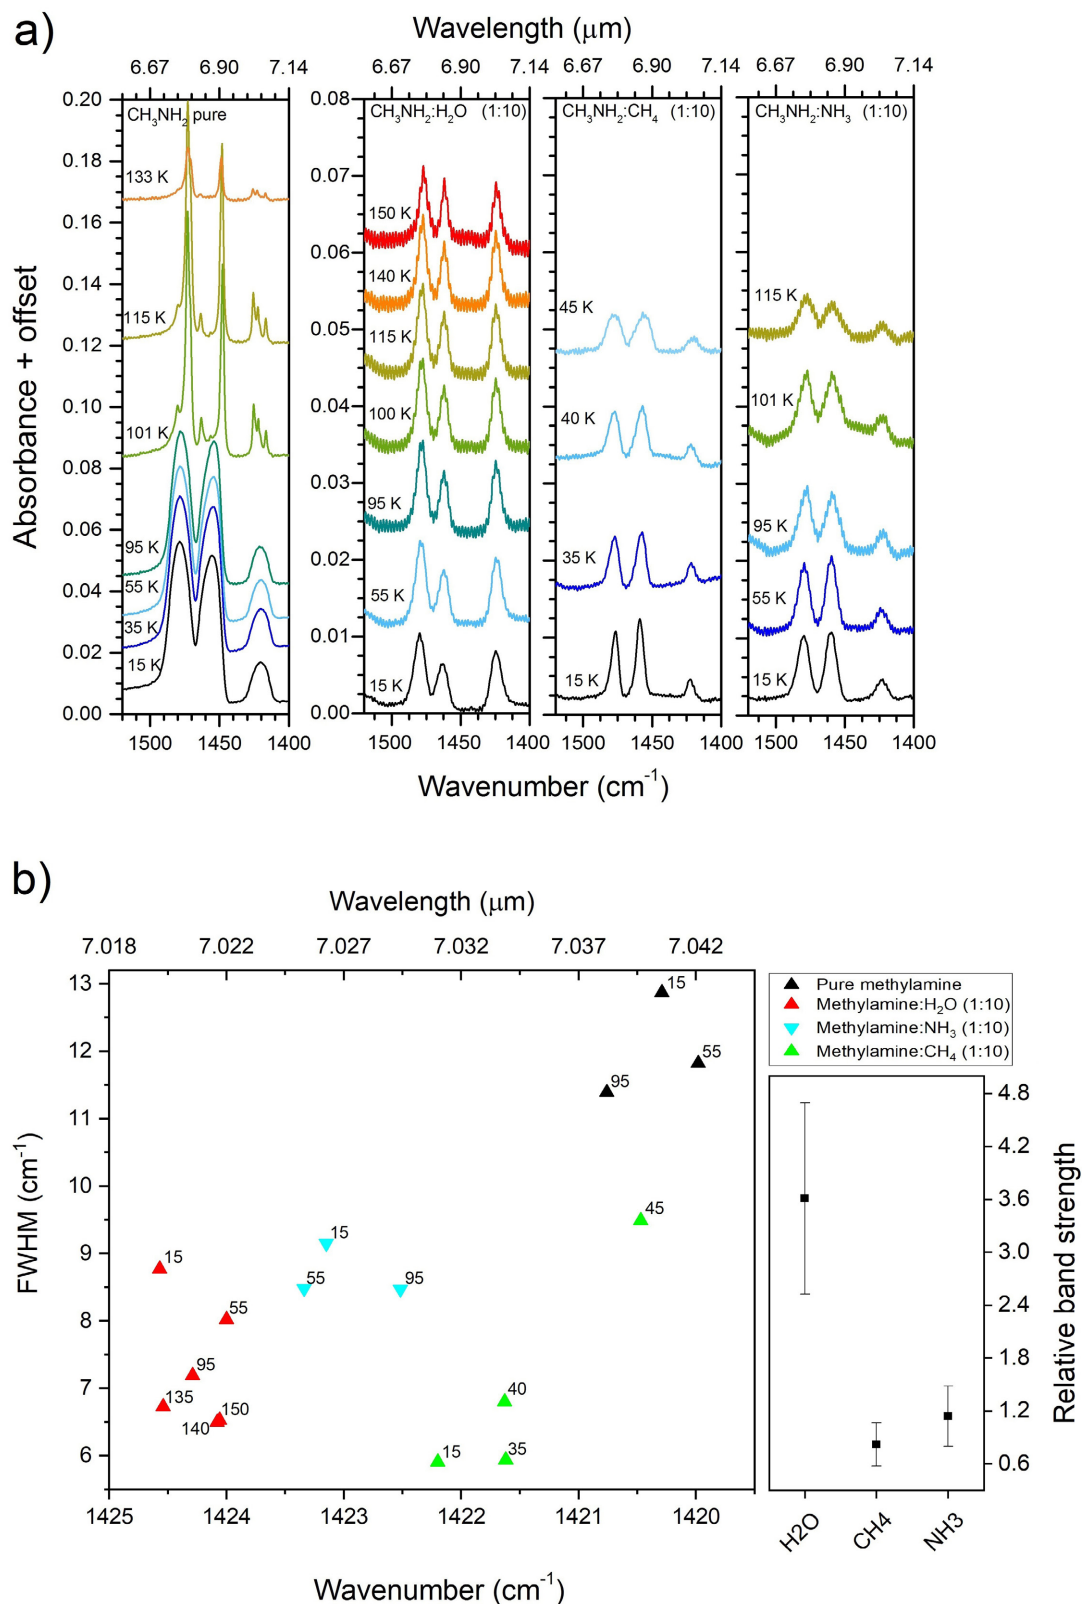 a)
Wavelength (μm)
6.67 6.90 7.14 6.67 6.90 7.14 6.67 6.90 7.14 6.67 6.90 7.14
Absorbance + offset
0.20
0.18
0.16
0.14
0.12
0.10
0.08
0.06
0.04
0.02
0.00
CH₃NH₂ pure
133 K
115 K
101 K
95 K
55 K
35 K
15 K
1500 1450 1400
0.08
0.07
0.06
0.05
0.04
0.03
0.02
0.01
0.00
CH₃NH₂:H₂O (1:10)
150 K
140 K
115 K
100 K
95 K
55 K
15 K
1500 1450 1400
CH₃NH₂:CH₄ (1:10)
45 K
40 K
35 K
15 K
1500 1450 1400
CH₃NH₂:NH₃ (1:10)
115 K
101 K
95 K
55 K
15 K
1500 1450 1400
Wavenumber (cm⁻¹)
b)
Wavelength (μm)
7.018 7.022 7.027 7.032 7.038 7.042
FWHM (cm⁻¹)
13
12
11
10
9
8
7
6
15
55
95
45
15
55
95
15
55
95
135
150
140
40
15
35
1425 1424 1423 1422 1421 1420
Wavenumber (cm⁻¹)
Pure methylamine
Methylamine:H₂O (1:10)
Methylamine:NH₃ (1:10)
Methylamine:CH₄ (1:10)
4.8
4.2
3.6
3.0
2.4
1.8
1.2
0.6
Relative band strength
H2O CH4 NH3